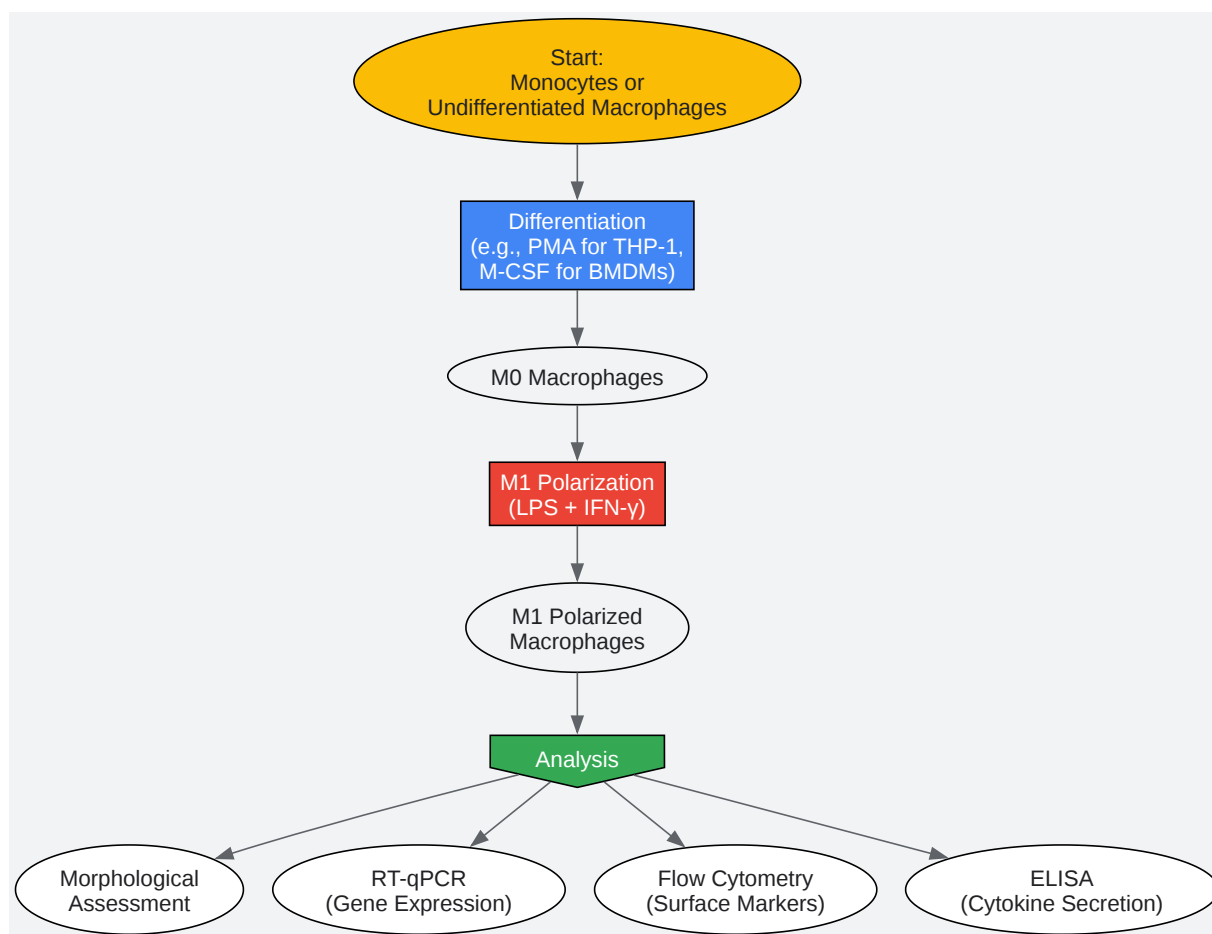 Start:
Monocytes or
Undifferentiated Macrophages
Differentiation
(e.g., PMA for THP-1,
M-CSF for BMDMs)
M0 Macrophages
M1 Polarization
(LPS + IFN-γ)
M1 Polarized
Macrophages
Analysis
Morphological
Assessment
RT-qPCR
(Gene Expression)
Flow Cytometry
(Surface Markers)
ELISA
(Cytokine Secretion)